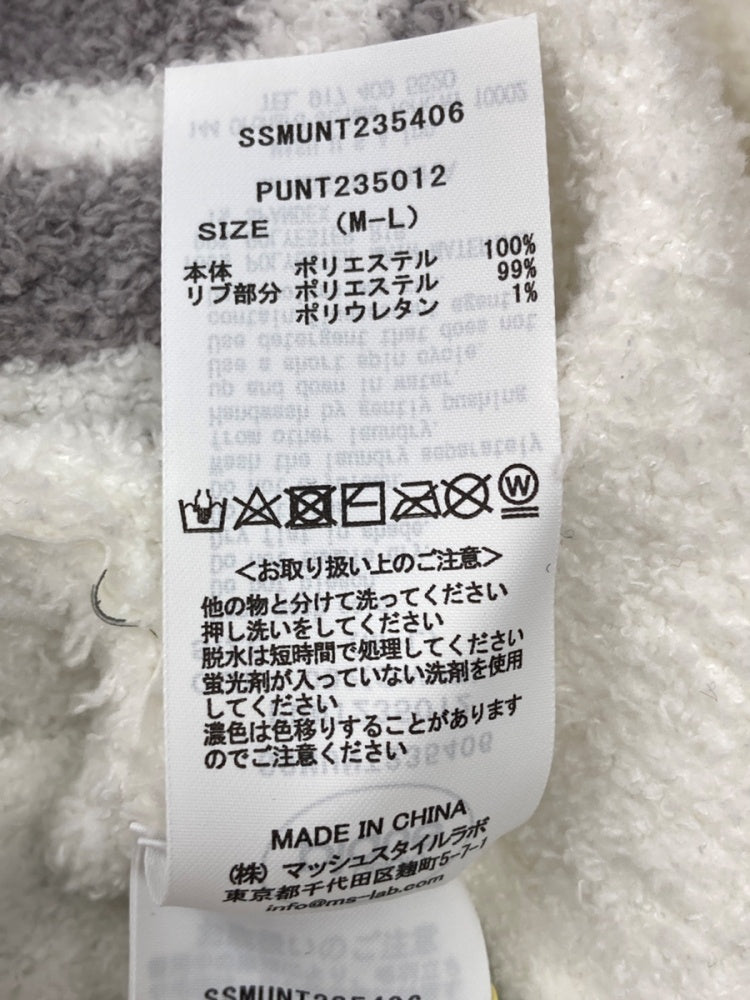 SSMUNT235406
PUNT235012
SIZE (M-L)
本体 ポリエステル 100%
リブ部分 ポリエステル 99%
ポリウレタン 1%
W
<お取り扱い上のご注意>
他の物と分けて洗ってください
押し洗いをしてください
脱水は短時間で処理してください
蛍光剤が入っていない洗剤を使用
してください
濃色は色移りすることがあります
のでご注意ください
MADE IN CHINA
(株) マッシュスタイルラボ
東京都千代田区麹町5-7-1
info@ms-lab.com
SSMUNT235406